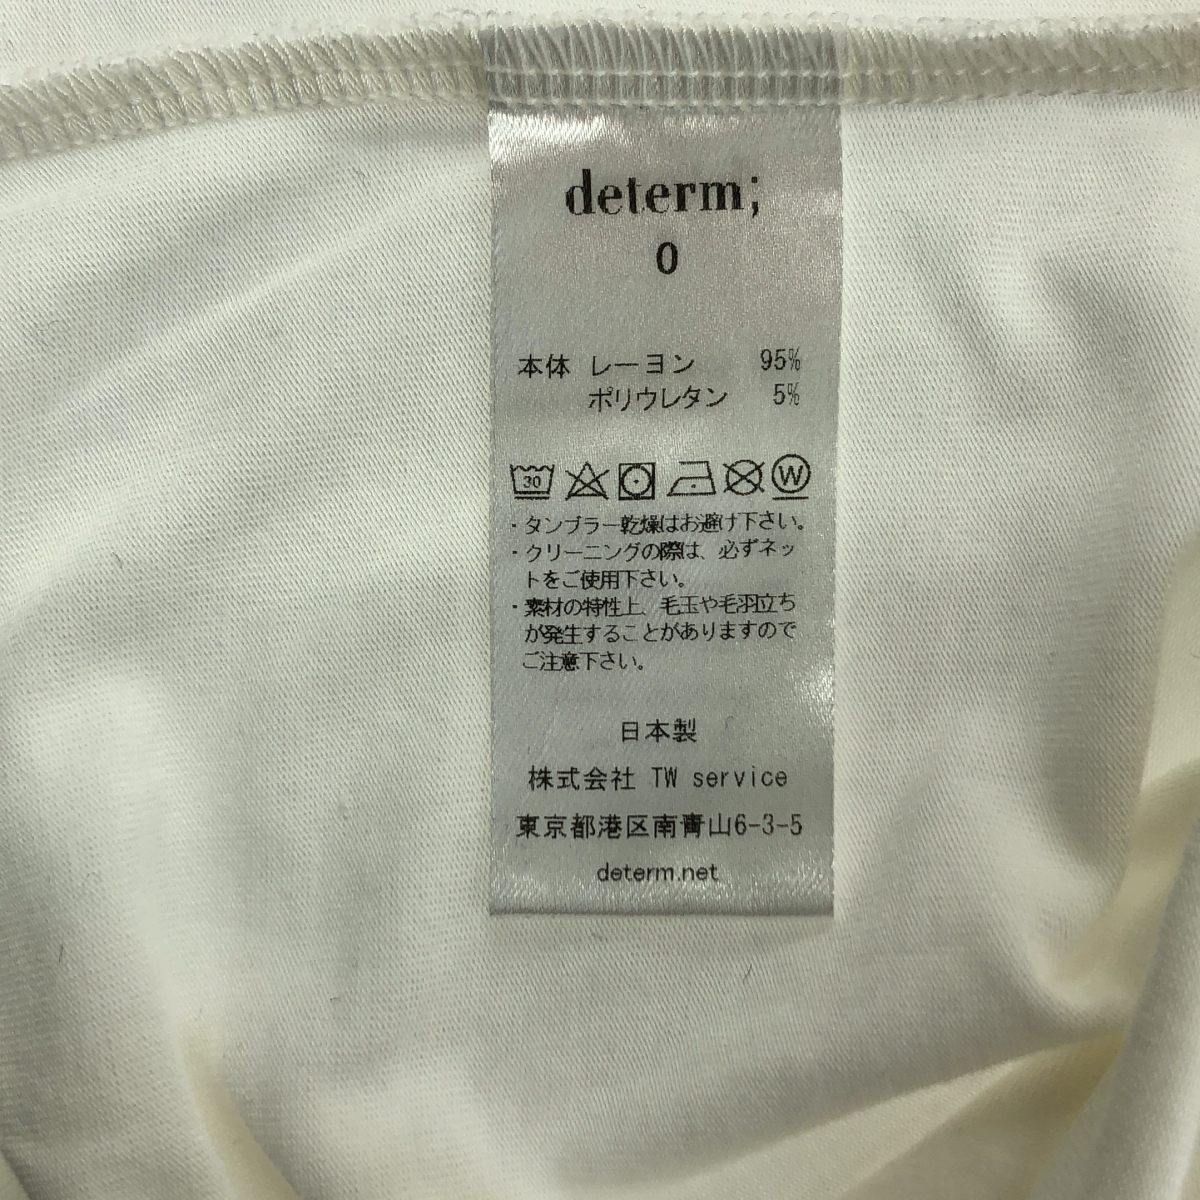 determ;
0
本体 レーヨン 95%
ポリウレタン 5%
30 W
・タンブラー乾燥はお避け下さい。
・クリーニングの際は、必ずネッ
トをご使用下さい。
・素材の特性上、毛玉や毛羽立ち
が発生することがありますので
ご注意下さい。
日本製
株式会社 TW service
東京都港区南青山6-3-5
determ.net